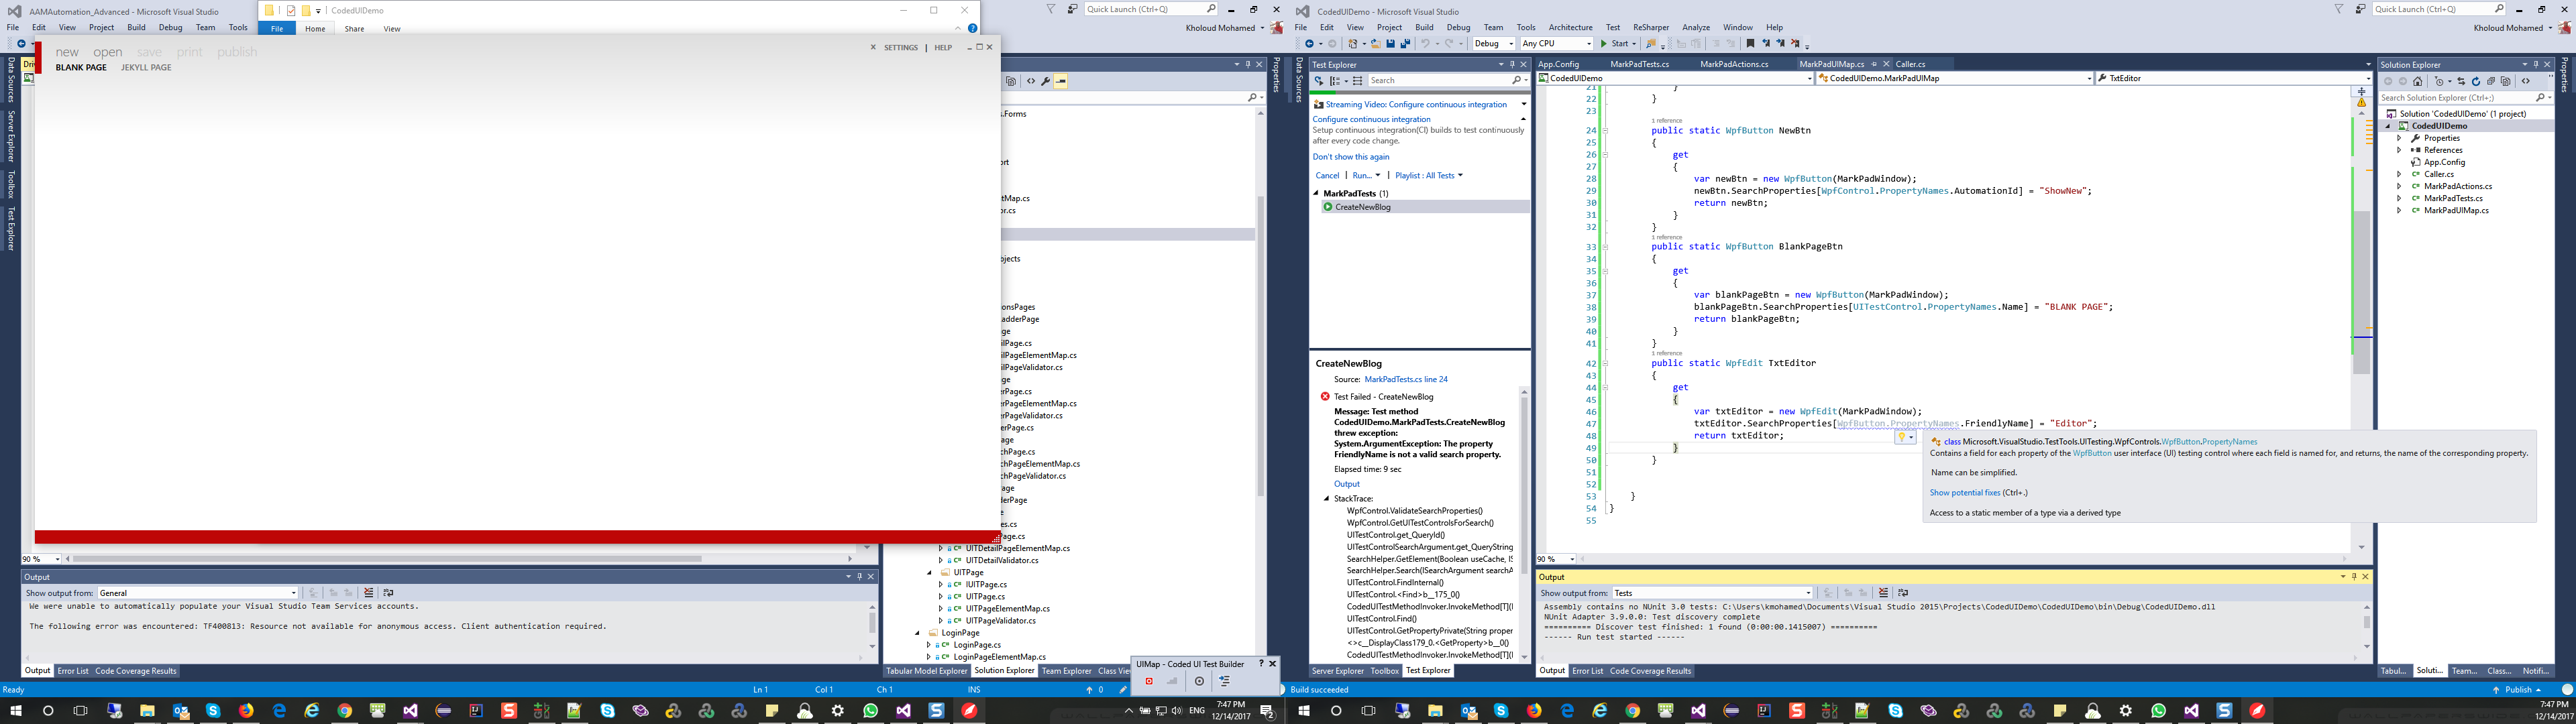 AAMAutomation_Advanced - Microsoft Visual Studio
CodedUIDemo
Quick Launch (Ctrl+Q)
File Edit View Project Build Debug Team Tools
File Home Share View
Kholoud Mohamed
new open save print publish
BLANK PAGE JEKYLL PAGE
SETTINGS | HELP
Data Sources
Server Explorer
Toolbox
Test Explorer
Properties
.Forms
ort
tMap.cs
or.cs
ojects
onsPages
adderPage
ge
ailPage.cs
ailPageElementMap.cs
ailPageValidator.cs
ge
erPage.cs
erPageElementMap.cs
erPageValidator.cs
erPage.cs
ge
chPage.cs
chPageElementMap.cs
chPageValidator.cs
age
derPage
es.cs
Page.cs
UITDetailPageElementMap.cs
UITDetailValidator.cs
UITPage
IUITPage.cs
UITPage.cs
UITPageElementMap.cs
UITPageValidator.cs
LoginPage
LoginPage.cs
LoginPageElementMap.cs
90 %
Output
Show output from: General
We were unable to automatically populate your Visual Studio Team Services accounts.
The following error was encountered: TF400813: Resource not available for anonymous access. Client authentication required.
Output Error List Code Coverage Results
Tabular Model Explorer Solution Explorer Team Explorer Class Vie
UIMap - Coded UI Test Builder
Ready Ln 1 Col 1 Ch 1 INS 0
ENG 7:47 PM
12/14/2017
CodedUIDemo - Microsoft Visual Studio
Quick Launch (Ctrl+Q)
File Edit View Project Build Debug Team Tools Architecture Test ReSharper Analyze Window Help
Kholoud Mohamed
Debug Any CPU Start
Data Sources
Test Explorer
Search
Streaming Video: Configure continuous integration
Configure continuous integration
Setup continuous integration(CI) builds to test continuously
after every code change.
Don't show this again
Cancel | Run... | Playlist : All Tests
MarkPadTests (1)
CreateNewBlog
CreateNewBlog
Source: MarkPadTests.cs line 24
Test Failed - CreateNewBlog
Message: Test method
CodedUIDemo.MarkPadTests.CreateNewBlog
threw exception:
System.ArgumentException: The property
FriendlyName is not a valid search property.
Elapsed time: 9 sec
Output
StackTrace:
WpfControl.ValidateSearchProperties()
WpfControl.GetUITestControlsForSearch()
UITestControl.get_QueryId()
UITestControlSearchArgument.get_QueryString
SearchHelper.GetElement(Boolean useCache, IS
SearchHelper.Search(ISearchArgument searchA
UITestControl.FindInternal()
UITestControl.<Find>b__175_0()
CodedUITestMethodInvoker.InvokeMethod[T](
UITestControl.Find()
UITestControl.GetPropertyPrivate(String proper
<>c__DisplayClass179_0.<GetProperty>b__0()
CodedUITestMethodInvoker.InvokeMethod[T](
Server Explorer Toolbox Test Explorer
App.Config MarkPadTests.cs MarkPadActions.cs MarkPadUIMap.cs Caller.cs
CodedUIDemo CodedUIDemo.MarkPadUIMap TxtEditor
21 }
22 }
23
1 reference
24 public static WpfButton NewBtn
25 {
26 get
27 {
28 var newBtn = new WpfButton(MarkPadWindow);
29 newBtn.SearchProperties[WpfControl.PropertyNames.AutomationId] = "ShowNew";
30 return newBtn;
31 }
32 }
1 reference
33 public static WpfButton BlankPageBtn
34 {
35 get
36 {
37 var blankPageBtn = new WpfButton(MarkPadWindow);
38 blankPageBtn.SearchProperties[UITestControl.PropertyNames.Name] = "BLANK PAGE";
39 return blankPageBtn;
40 }
41 }
1 reference
42 public static WpfEdit TxtEditor
43 {
44 get
45 {
46 var txtEditor = new WpfEdit(MarkPadWindow);
47 txtEditor.SearchProperties[WpfButton.PropertyNames.FriendlyName] = "Editor";
48 return txtEditor;
49 }
50 }
51
52
53 }
54 }
55
class Microsoft.VisualStudio.TestTools.UITesting.WpfControls.WpfButton.PropertyNames
Contains a field for each property of the WpfButton user interface (UI) testing control where each field is named for, and returns, the name of the corresponding property.
Name can be simplified.
Show potential fixes (Ctrl+.)
Access to a static member of a type via a derived type
90 %
Output
Show output from: Tests
Assembly contains no NUnit 3.0 tests: C:\Users\kmohamed\Documents\Visual Studio 2015\Projects\CodedUIDemo\CodedUIDemo\bin\Debug\CodedUIDemo.dll
NUnit Adapter 3.9.0.0: Test discovery complete
========== Discover test finished: 1 found (0:00:00.1415007) ==========
------ Run test started ------
Output Error List Code Coverage Results
Solution Explorer
Search Solution Explorer (Ctrl+;)
Solution 'CodedUIDemo' (1 project)
CodedUIDemo
Properties
References
App.Config
Caller.cs
MarkPadActions.cs
MarkPadTests.cs
MarkPadUIMap.cs
Tabul... Soluti... Team... Class... Notifi...
Properties
Build succeeded
Publish
7:47 PM
12/14/2017